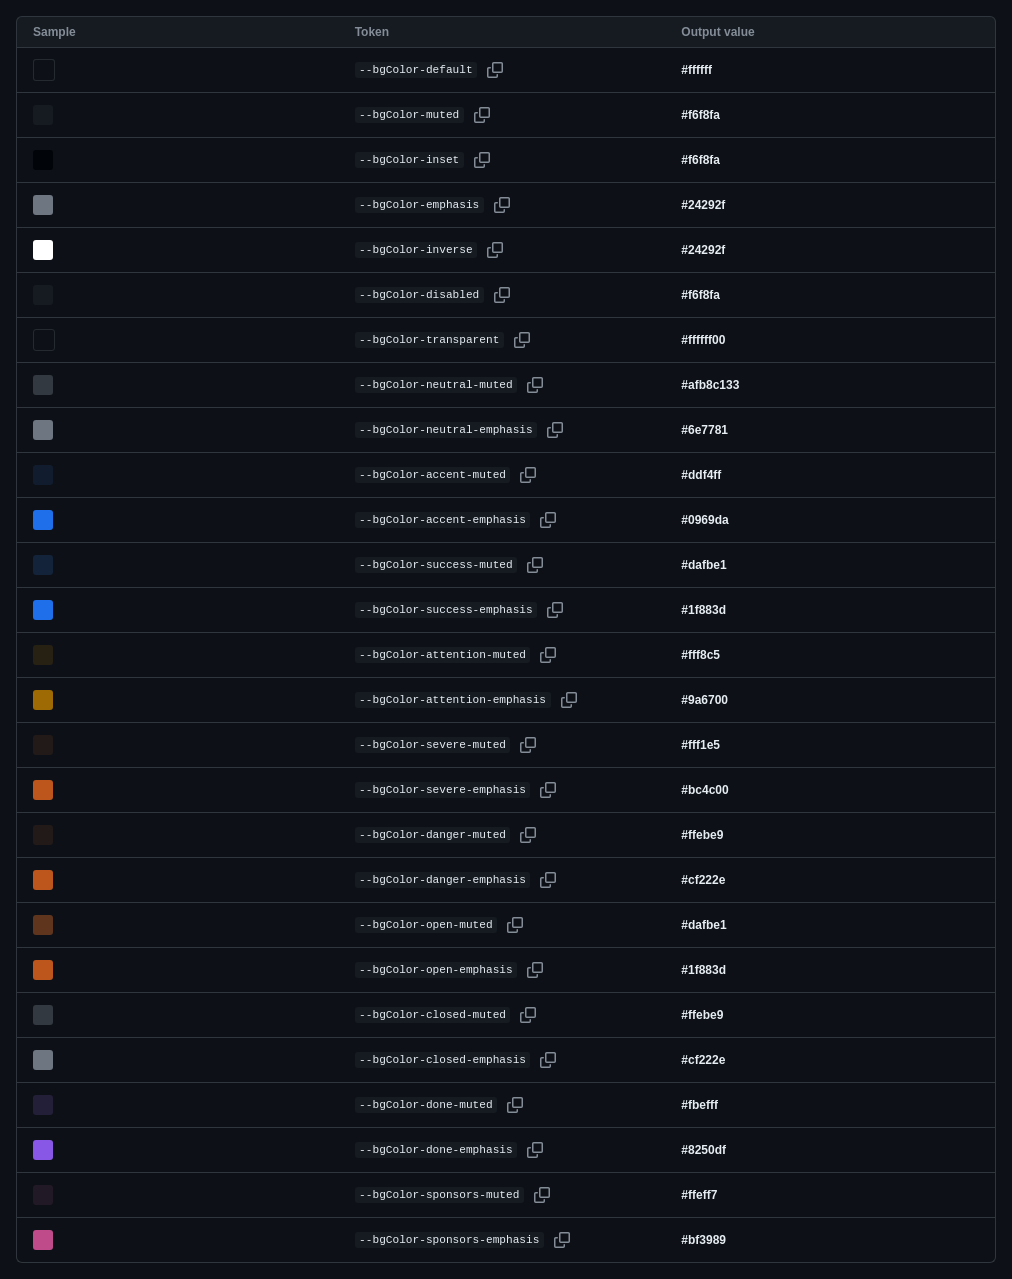 Sample Token Output value
--bgColor-default #ffffff
--bgColor-muted #f6f8fa
--bgColor-inset #f6f8fa
--bgColor-emphasis #24292f
--bgColor-inverse #24292f
--bgColor-disabled #f6f8fa
--bgColor-transparent #ffffff00
--bgColor-neutral-muted #afb8c133
--bgColor-neutral-emphasis #6e7781
--bgColor-accent-muted #ddf4ff
--bgColor-accent-emphasis #0969da
--bgColor-success-muted #dafbe1
--bgColor-success-emphasis #1f883d
--bgColor-attention-muted #fff8c5
--bgColor-attention-emphasis #9a6700
--bgColor-severe-muted #fff1e5
--bgColor-severe-emphasis #bc4c00
--bgColor-danger-muted #ffebe9
--bgColor-danger-emphasis #cf222e
--bgColor-open-muted #dafbe1
--bgColor-open-emphasis #1f883d
--bgColor-closed-muted #ffebe9
--bgColor-closed-emphasis #cf222e
--bgColor-done-muted #fbefff
--bgColor-done-emphasis #8250df
--bgColor-sponsors-muted #ffeff7
--bgColor-sponsors-emphasis #bf3989